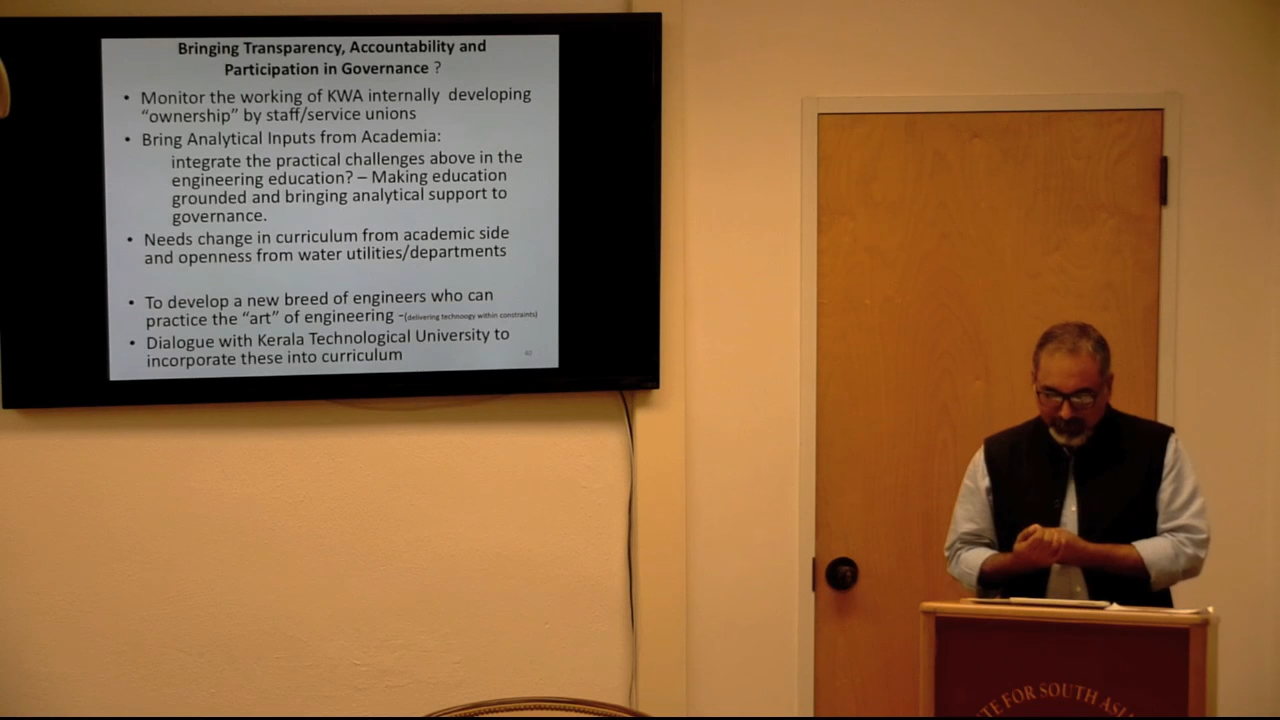 Bringing Transparency, Accountability and
Participation in Governance ?
• Monitor the working of KWA internally developing
“ownership” by staff/service unions
• Bring Analytical Inputs from Academia:
integrate the practical challenges above in the
engineering education? – Making education
grounded and bringing analytical support to
governance.
• Needs change in curriculum from academic side
and openness from water utilities/departments
• To develop a new breed of engineers who can
practice the “art” of engineering -(delivering technology within constraints)
• Dialogue with Kerala Technological University to
incorporate these into curriculum
FOR SOUTH